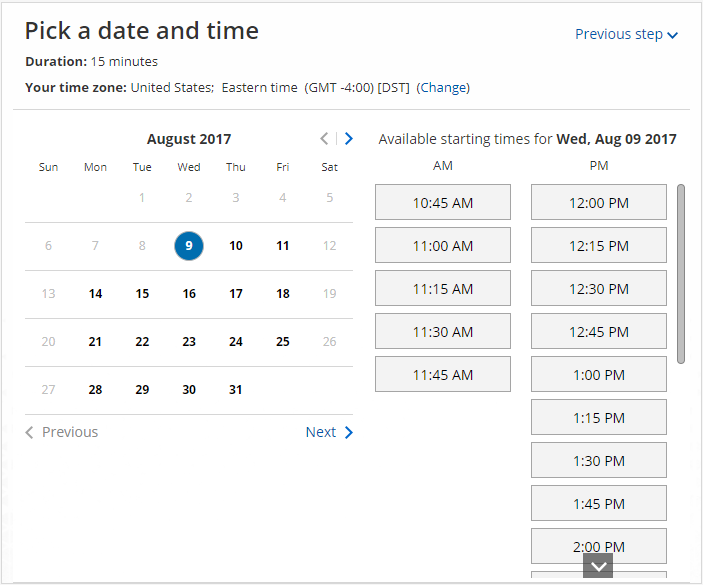 Pick a date and time
Previous step
Duration: 15 minutes
Your time zone: United States; Eastern time (GMT -4:00) [DST] (Change)
August 2017
Sun Mon Tue Wed Thu Fri Sat
1 2 3 4 5
6 7 8 9 10 11 12
13 14 15 16 17 18 19
20 21 22 23 24 25 26
27 28 29 30 31
Previous Next
Available starting times for Wed, Aug 09 2017
AM PM
10:45 AM 12:00 PM
11:00 AM 12:15 PM
11:15 AM 12:30 PM
11:30 AM 12:45 PM
11:45 AM 1:00 PM
1:15 PM
1:30 PM
1:45 PM
2:00 PM